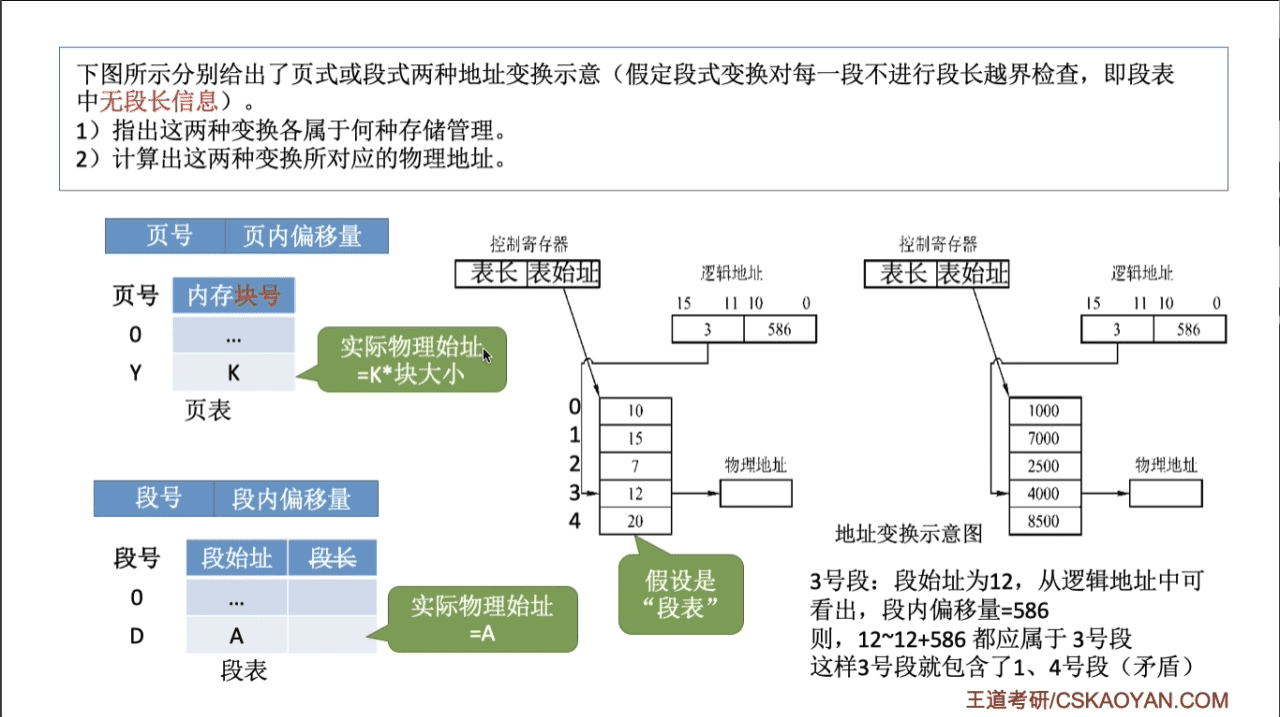 下图所示分别给出了页式或段式两种地址变换示意（假定段式变换对每一段不进行段长越界检查，即段表
中无段长信息）。
1）指出这两种变换各属于何种存储管理。
2）计算出这两种变换所对应的物理地址。
页号 页内偏移量
页号 内存块号
0 ...
Y K
页表
实际物理始址
=K*块大小
段号 段内偏移量
段号 段始址 段长
0 ...
D A
段表
实际物理始址
=A
控制寄存器
表长 表始址
逻辑地址
15 11 10 0
3 586
0 10
1 15
2 7
3 12
4 20
物理地址
假设是
“段表”
控制寄存器
表长 表始址
逻辑地址
15 11 10 0
3 586
1000
7000
2500
4000
8500
物理地址
地址变换示意图
3号段：段始址为12，从逻辑地址中可
看出，段内偏移量=586
则，12~12+586 都应属于 3号段
这样3号段就包含了1、4号段（矛盾）
王道考研/CSKAOYAN.COM